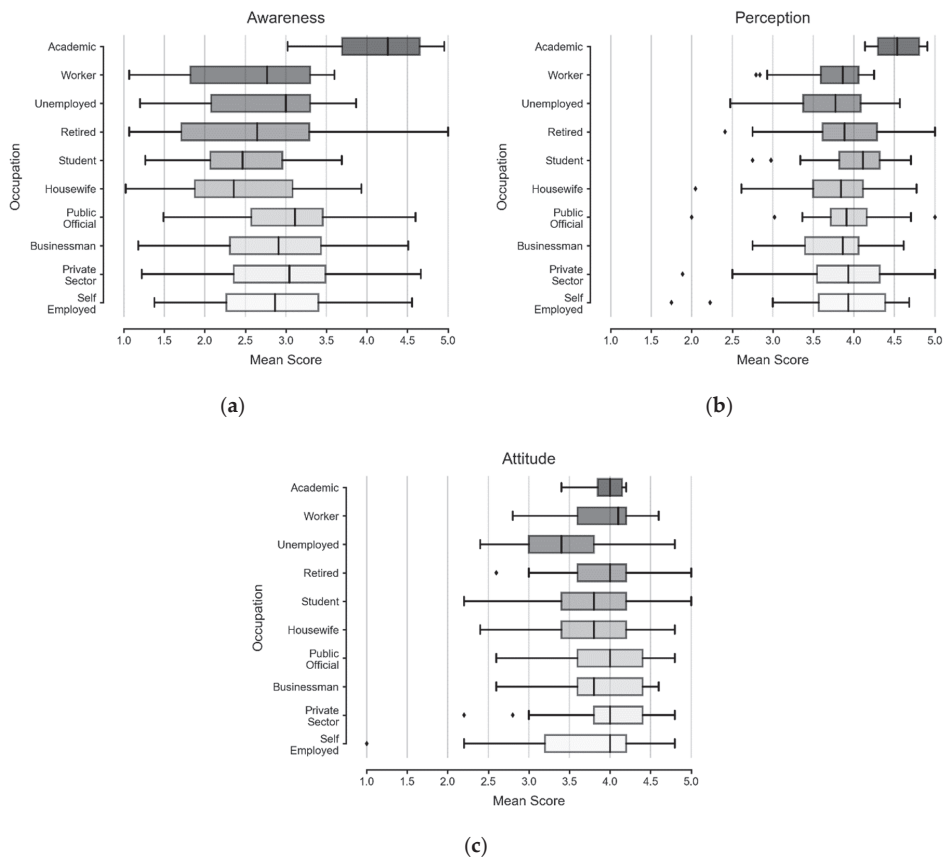 Awareness
Occupation
Academic
Worker
Unemployed
Retired
Student
Housewife
Public
Official
Businessman
Private
Sector
Self
Employed
1.0 1.5 2.0 2.5 3.0 3.5 4.0 4.5 5.0
Mean Score
(a)
Perception
Occupation
Academic
Worker
Unemployed
Retired
Student
Housewife
Public
Official
Businessman
Private
Sector
Self
Employed
1.0 1.5 2.0 2.5 3.0 3.5 4.0 4.5 5.0
Mean Score
(b)
Attitude
Occupation
Academic
Worker
Unemployed
Retired
Student
Housewife
Public
Official
Businessman
Private
Sector
Self
Employed
1.0 1.5 2.0 2.5 3.0 3.5 4.0 4.5 5.0
Mean Score
(c)